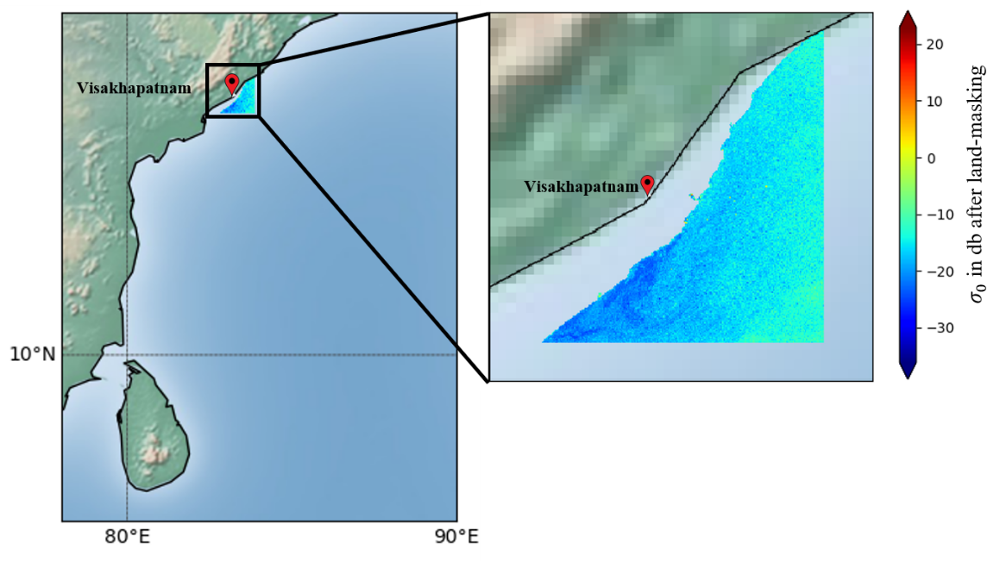 Visakhapatnam
10°N
80°E
90°E
Visakhapatnam
20
10
0
−10
−20
−30
σ0 in db after land-masking